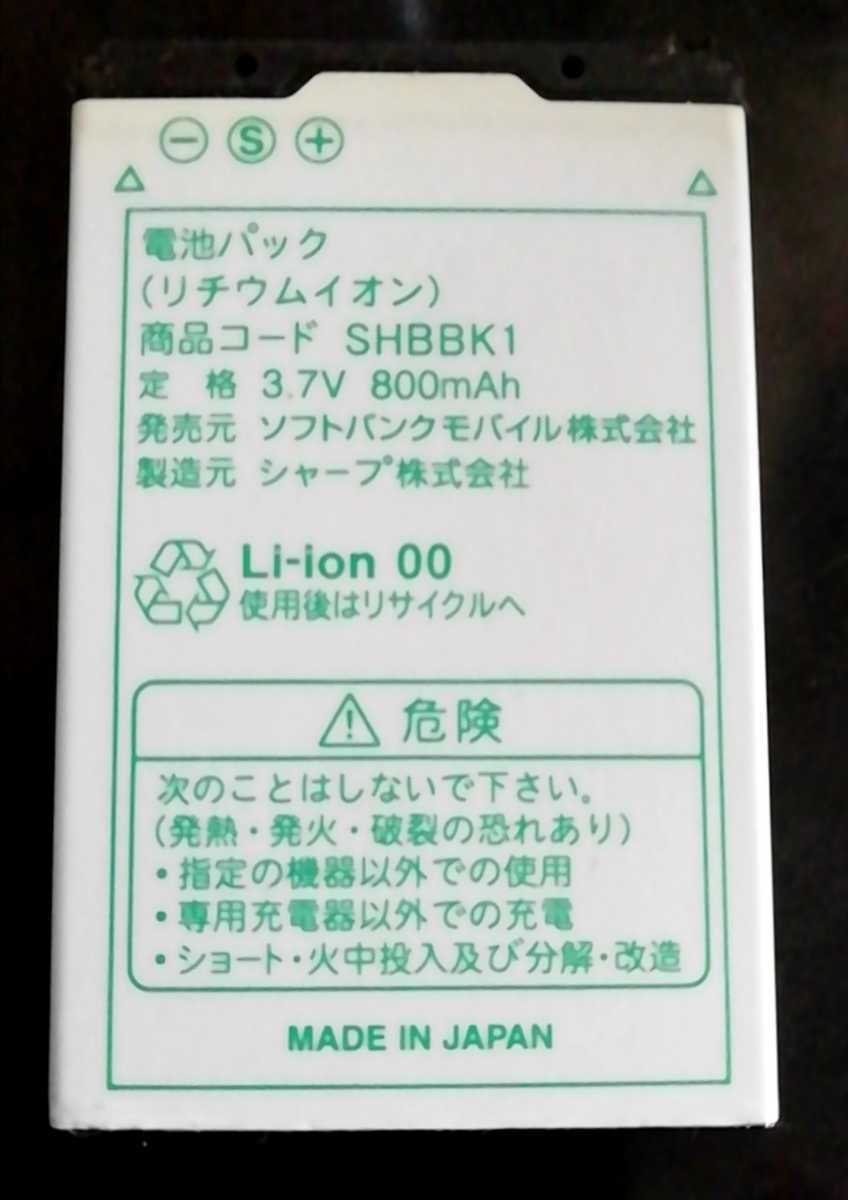 − S +
電池パック
(リチウムイオン)
商品コード SHBBK1
定 格 3.7V 800mAh
発売元 ソフトバンクモバイル株式会社
製造元 シャープ株式会社
Li-ion 00
使用後はリサイクルへ
危険
次のことはしないで下さい。
(発熱・発火・破裂の恐れあり)
・指定の機器以外での使用
・専用充電器以外での充電
・ショート・火中投入及び分解・改造
MADE IN JAPAN